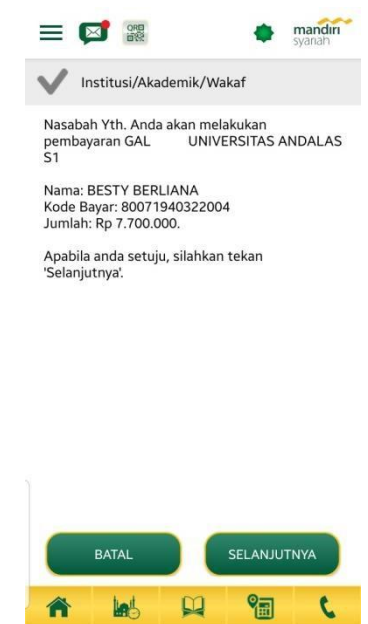 QRIS
mandiri
syariah
Institusi/Akademik/Wakaf
Nasabah Yth. Anda akan melakukan
pembayaran GAL UNIVERSITAS ANDALAS
S1
Nama: BESTY BERLIANA
Kode Bayar: 80071940322004
Jumlah: Rp 7.700.000.
Apabila anda setuju, silahkan tekan
'Selanjutnya'.
BATAL
SELANJUTNYA